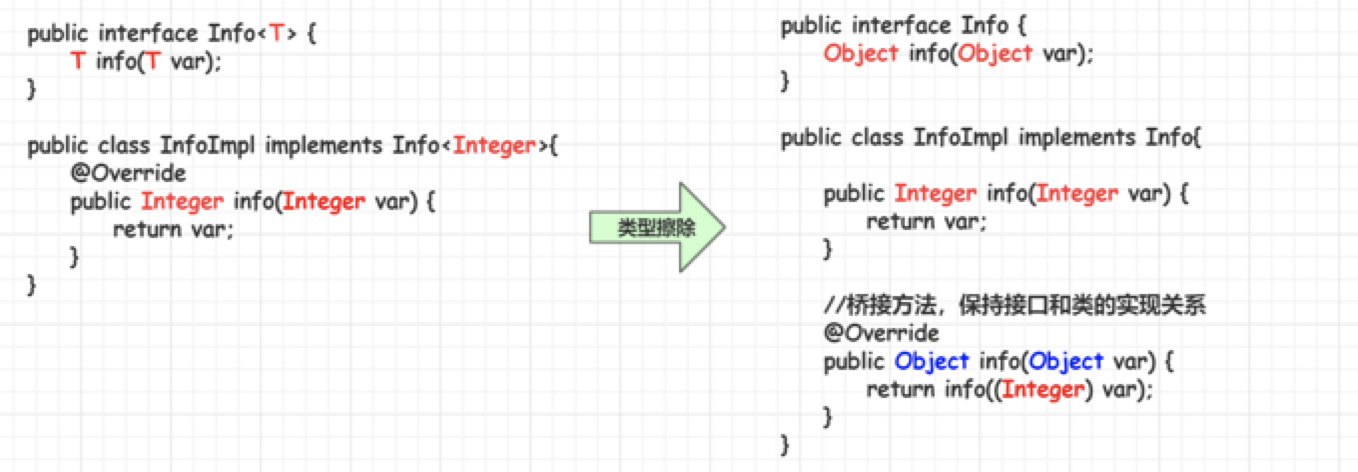 public interface Info<T> {
T info(T var);
}
public class InfoImpl implements Info<Integer>{
@Override
public Integer info(Integer var) {
return var;
}
}
类型擦除
public interface Info {
Object info(Object var);
}
public class InfoImpl implements Info{
public Integer info(Integer var) {
return var;
}
//桥接方法，保持接口和类的实现关系
@Override
public Object info(Object var) {
return info((Integer) var);
}
}